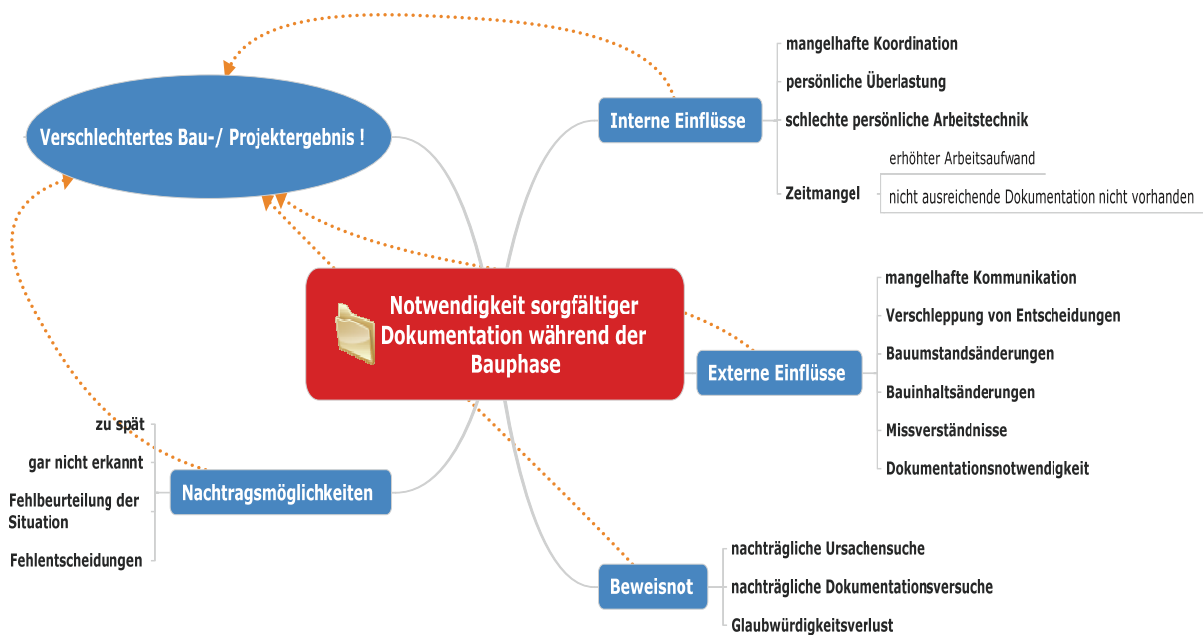 Verschlechtertes Bau-/ Projektergebnis !
Interne Einflüsse
mangelhafte Koordination
persönliche Überlastung
schlechte persönliche Arbeitstechnik
Zeitmangel
erhöhter Arbeitsaufwand
nicht ausreichende Dokumentation nicht vorhanden
Notwendigkeit sorgfältiger
Dokumentation während der
Bauphase
Externe Einflüsse
mangelhafte Kommunikation
Verschleppung von Entscheidungen
Bauumstandsänderungen
Bauinhaltsänderungen
Missverständnisse
Dokumentationsnotwendigkeit
Nachtragsmöglichkeiten
zu spät
gar nicht erkannt
Fehlbeurteilung der
Situation
Fehlentscheidungen
Beweisnot
nachträgliche Ursachensuche
nachträgliche Dokumentationsversuche
Glaubwürdigkeitsverlust